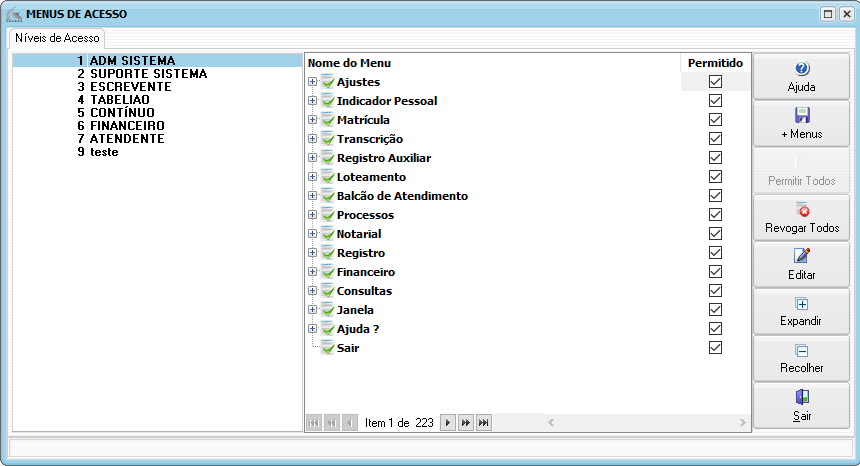 MENUS DE ACESSO
Níveis de Acesso
1 ADM SISTEMA
2 SUPORTE SISTEMA
3 ESCREVENTE
4 TABELIAO
5 CONTÍNUO
6 FINANCEIRO
7 ATENDENTE
9 teste
Nome do Menu Permitido
Ajustes
Indicador Pessoal
Matrícula
Transcrição
Registro Auxiliar
Loteamento
Balcão de Atendimento
Processos
Notarial
Registro
Financeiro
Consultas
Janela
Ajuda ?
Sair
Item 1 de 223
Ajuda
+ Menus
Permitir Todos
Revogar Todos
Editar
Expandir
Recolher
Sair